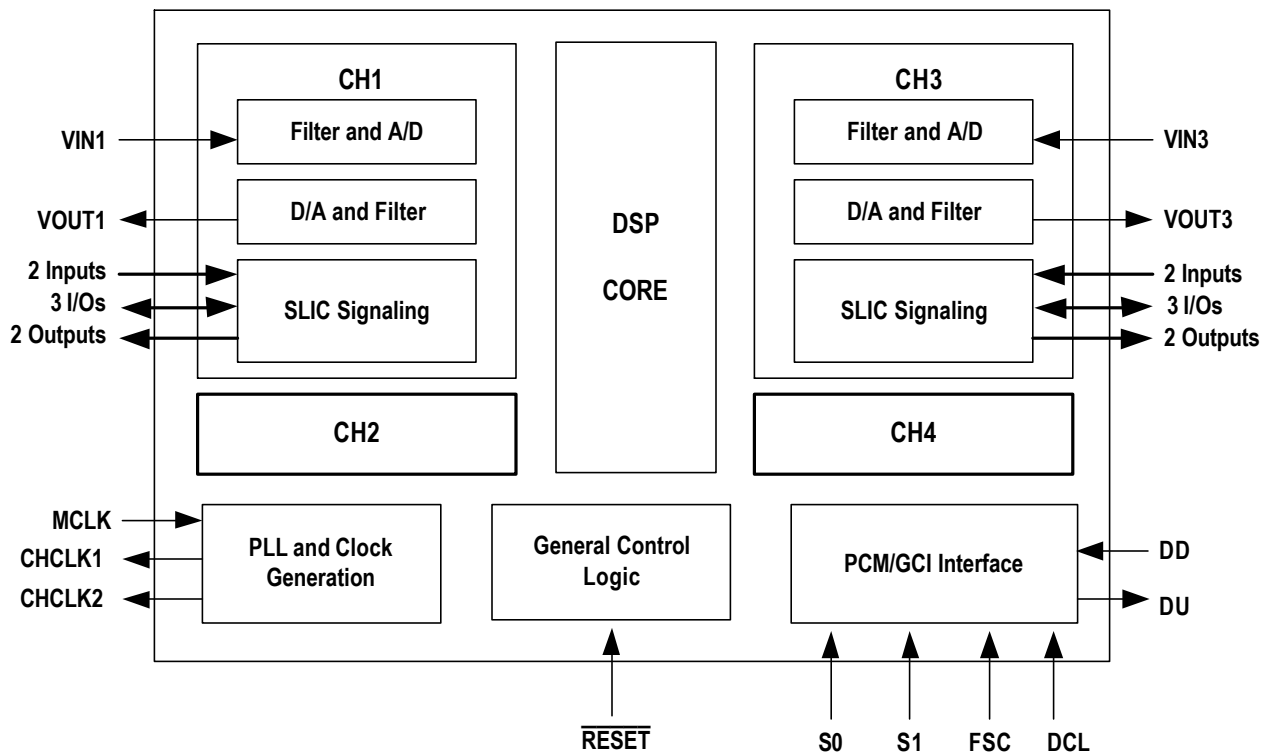 CH1
Filter and A/D
D/A and Filter
SLIC Signaling
VIN1
VOUT1
2 Inputs
3 I/Os
2 Outputs
CH2
DSP
CORE
CH3
Filter and A/D
D/A and Filter
SLIC Signaling
VIN3
VOUT3
2 Inputs
3 I/Os
2 Outputs
CH4
MCLK
CHCLK1
CHCLK2
PLL and Clock
Generation
General Control
Logic
RESET
PCM/GCI Interface
DD
DU
S0
S1
FSC
DCL